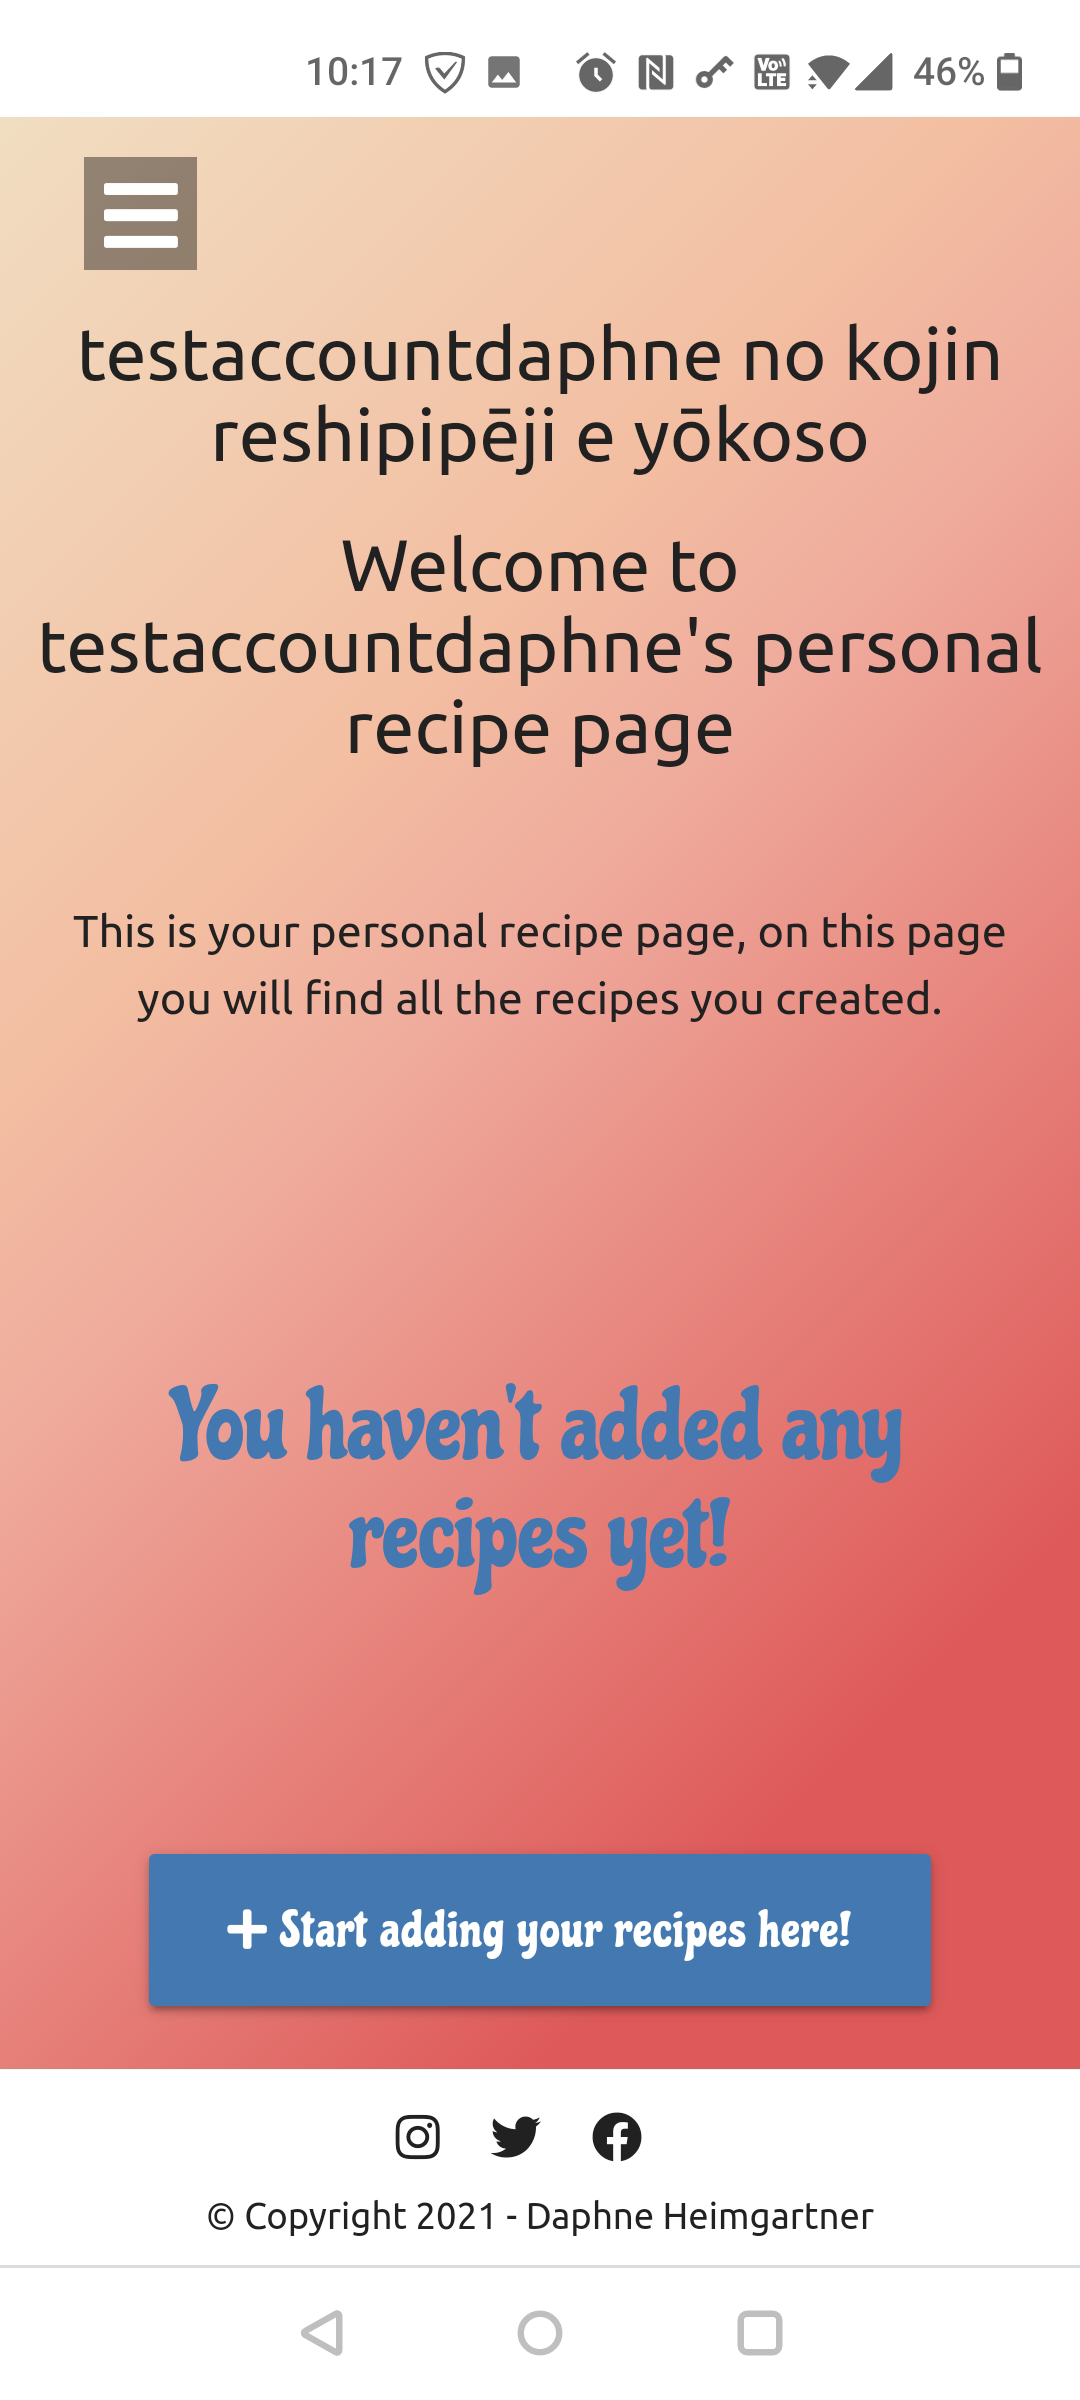 10:17
Vo LTE
46%
testaccountdaphne no kojin
reshipipēji e yōkoso
Welcome to
testaccountdaphne's personal
recipe page
This is your personal recipe page, on this page
you will find all the recipes you created.
You haven't added any
recipes yet!
Start adding your recipes here!
© Copyright 2021 - Daphne Heimgartner